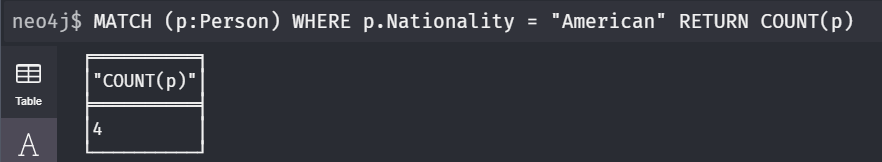 neo4j$ MATCH (p:Person) WHERE p.Nationality = "American" RETURN COUNT(p)
"COUNT(p)"
Table
4
A